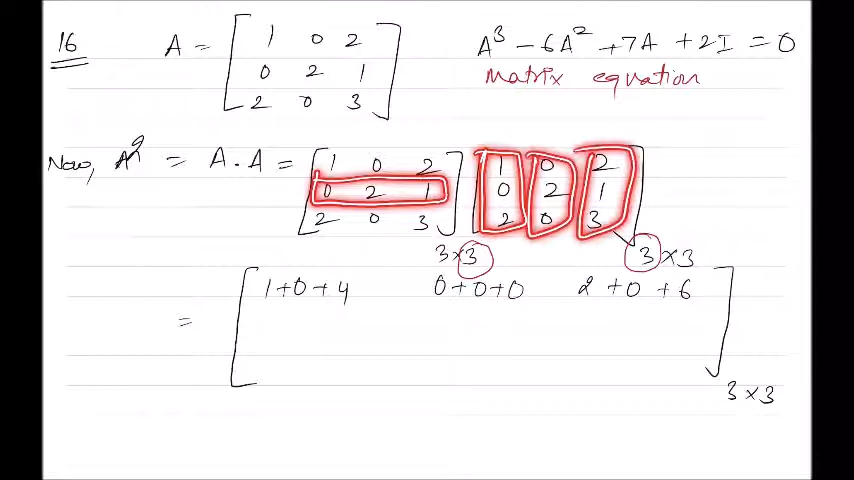 16 A = [ 1 0 2 A³ - 6A² + 7A + 2I = 0
0 2 1 matrix equation
2 0 3 ]
Now, A² = A . A = [ 1 0 2 ] [ 1 0 2 ]
0 2 1 0 2 1
2 0 3 2 0 3
3 × 3 3 × 3
= [ 1+0+4 0+0+0 2+0+6 ]
3 × 3